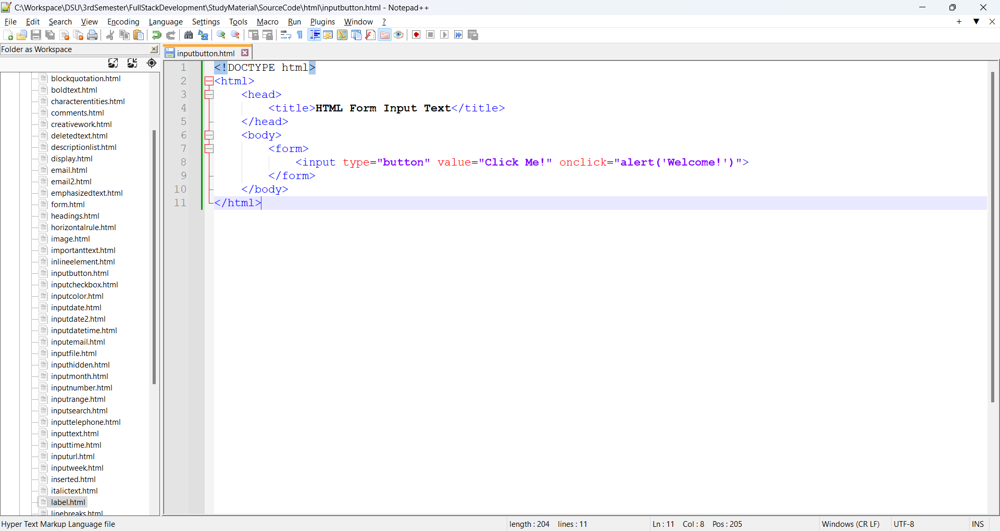 C:\Workspace\DSU\3rdSemester\FullStackDevelopment\StudyMaterial\SourceCode\html\inputbutton.html - Notepad++
File Edit Search View Encoding Language Settings Tools Macro Run Plugins Window ?
Folder as Workspace
inputbutton.html
blockquotation.html
boldtext.html
characterentities.html
comments.html
creativework.html
deletedtext.html
descriptionlist.html
display.html
email.html
email2.html
emphasizedtext.html
form.html
headings.html
horizontalrule.html
image.html
importanttext.html
inlineelement.html
inputbutton.html
inputcheckbox.html
inputcolor.html
inputdate.html
inputdate2.html
inputdatetime.html
inputemail.html
inputfile.html
inputhidden.html
inputmonth.html
inputnumber.html
inputrange.html
inputsearch.html
inputtelephone.html
inputtext.html
inputtime.html
inputurl.html
inputweek.html
inserted.html
italictext.html
label.html
linebreaks.html
1 <!DOCTYPE html>
2 <html>
3 <head>
4 <title>HTML Form Input Text</title>
5 </head>
6 <body>
7 <form>
8 <input type="button" value="Click Me!" onclick="alert('Welcome!')">
9 </form>
10 </body>
11 </html>
Hyper Text Markup Language file length : 204 lines : 11 Ln : 11 Col : 8 Pos : 205 Windows (CR LF) UTF-8 INS